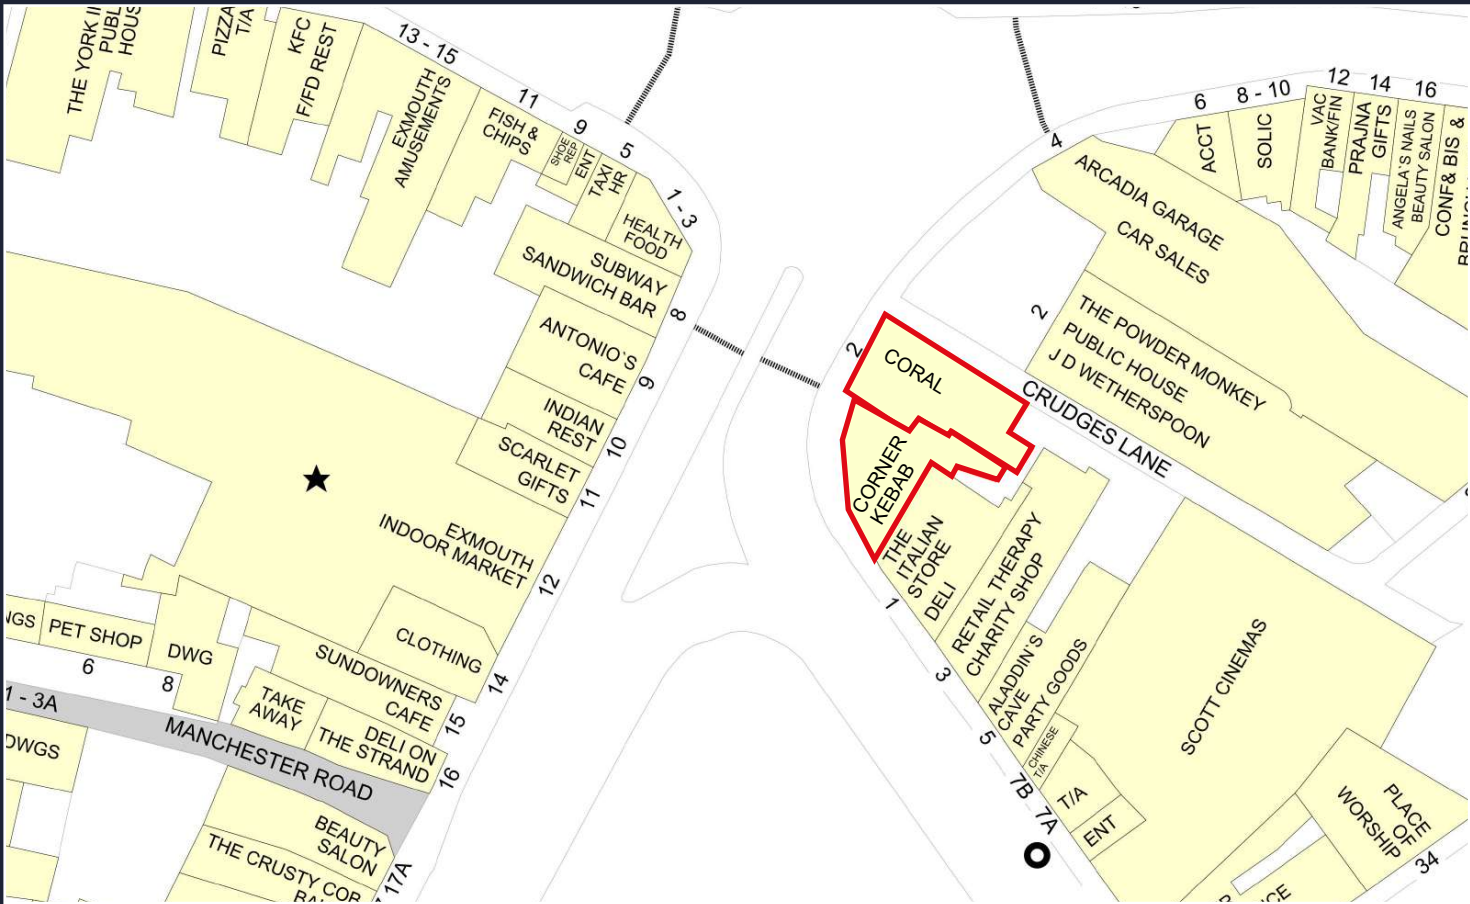 THE YORK
PUBL
HOUS
PIZZA
T/A
KFC
F/FD REST
13 - 15
EXMOUTH
AMUSEMENTS
11
FISH &
CHIPS
9
SHOE
REP
ENT
5
TAXI
HR
1 - 3
HEALTH
FOOD
SUBWAY
SANDWICH BAR
8
ANTONIO`S
CAFE
9
INDIAN
REST
10
SCARLET
GIFTS
11
EXMOUTH
INDOOR MARKET
12
CLOTHING
14
SUNDOWNERS
CAFE
15
TAKE
AWAY
DELI ON
THE STRAND
16
NGS
PET SHOP
6
DWG
8
1 - 3A
MANCHESTER ROAD
DWGS
BEAUTY
SALON
THE CRUSTY COB
17A
4
6
8 - 10
12
14
16
ARCADIA GARAGE
CAR SALES
ACCT
SOLIC
VAC
BANK/FIN
PRAJNA
GIFTS
ANGELA`S NAILS
BEAUTY SALON
CONF& BIS &
2
THE POWDER MONKEY
PUBLIC HOUSE
J D WETHERSPOON
2
CORAL
CRUDGES LANE
CORNER
KEBAB
THE
ITALIAN
STORE
DELI
1
RETAIL THERAPY
CHARITY SHOP
3
ALADDIN`S
CAVE
PARTY GOODS
5
CHINESE
T/A
7B
T/A
7A
ENT
SCOTT CINEMAS
PLACE
OF
WORSHIP
34